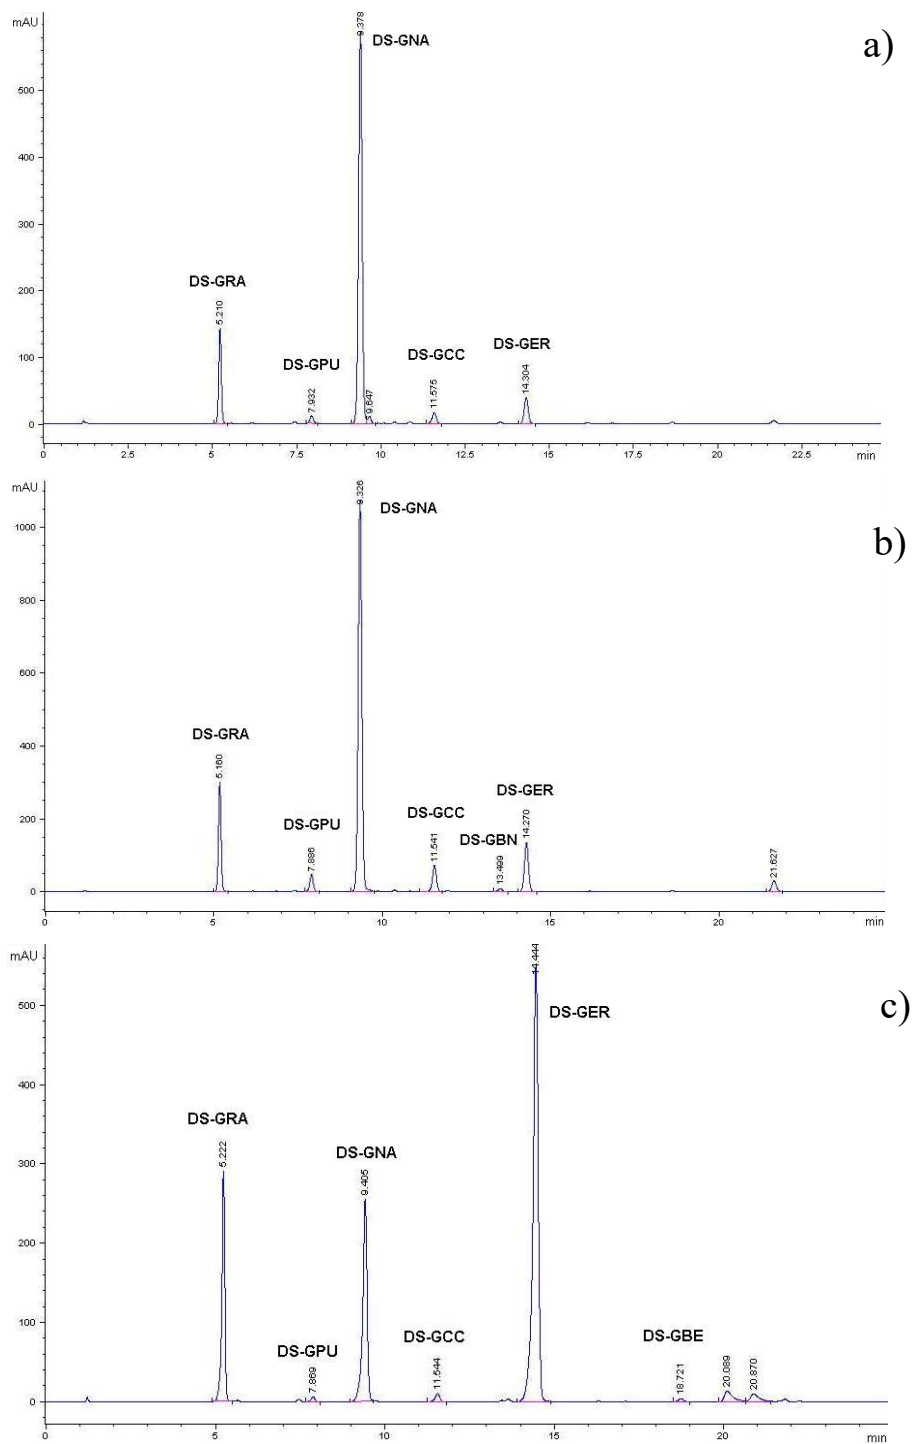 mAU
a)
9.378
DS-GNA
500
400
300
DS-GRA
5.210
200
DS-GPU
7.932
9.647
DS-GCC
11.575
DS-GER
14.304
100
0
0 2.5 5 7.5 10 12.5 15 17.5 20 22.5 min
mAU
b)
9.326
DS-GNA
1000
800
600
DS-GRA
5.160
400
DS-GPU
7.886
DS-GCC
11.541
DS-GBN
13.499
DS-GER
14.270
21.627
200
0
0 5 10 15 20 min
mAU
c)
14.444
DS-GER
500
400
DS-GRA
5.222
DS-GNA
9.405
300
200
DS-GPU
7.869
DS-GCC
11.544
DS-GBE
18.721
20.089
20.870
100
0
0 5 10 15 20 min